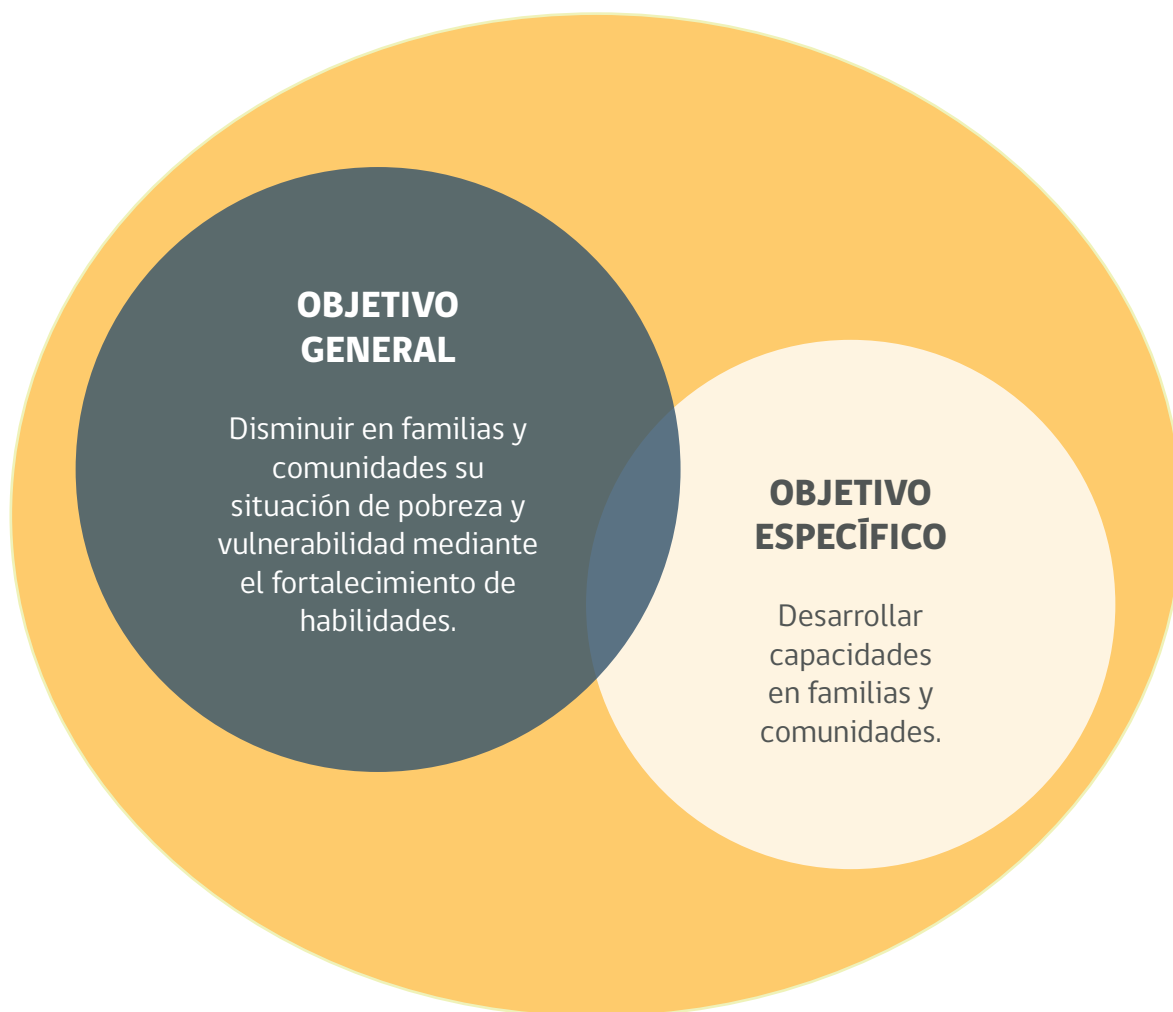 OBJETIVO
GENERAL
Disminuir en familias y
comunidades su
situación de pobreza y
vulnerabilidad mediante
el fortalecimiento de
habilidades.
OBJETIVO
ESPECÍFICO
Desarrollar
capacidades
en familias y
comunidades.